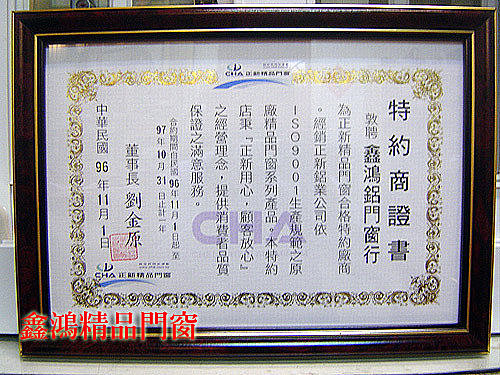 CHA 正新精品門窗
特約商證書
敦聘 鑫鴻鋁門窗行
為正新精品門窗合格特約廠商
。經銷正新鋁業公司依
ISO9001生產規範之原
廠精品門窗系列產品,本特約
店秉『正新用心,顧客放心』
之經營理念,提供消費者品質
保證之滿意服務。
合約期間自民國96年11月1日起至
97年10月31日止計一年
董事長 劉金原
中華民國 96年11月1日
CHA
CHA 正新精品門窗
鑫鴻精品門窗